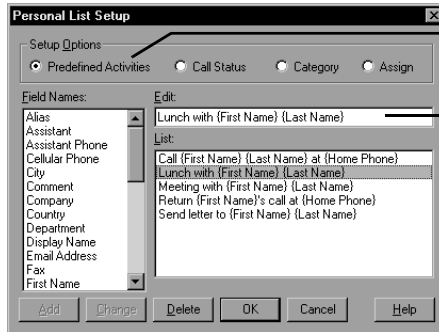 Personal List Setup
Setup Options
Predefined Activities
Call Status
Category
Assign
Field Names:
Alias
Assistant
Assistant Phone
Cellular Phone
City
Comment
Company
Country
Department
Display Name
Email Address
Fax
First Name
Edit:
Lunch with {First Name} {Last Name}
List:
Call {First Name} {Last Name} at {Home Phone}
Lunch with {First Name} {Last Name}
Meeting with {First Name} {Last Name}
Return {First Name}'s call at {Home Phone}
Send letter to {First Name} {Last Name}
Add
Change
Delete
OK
Cancel
Help